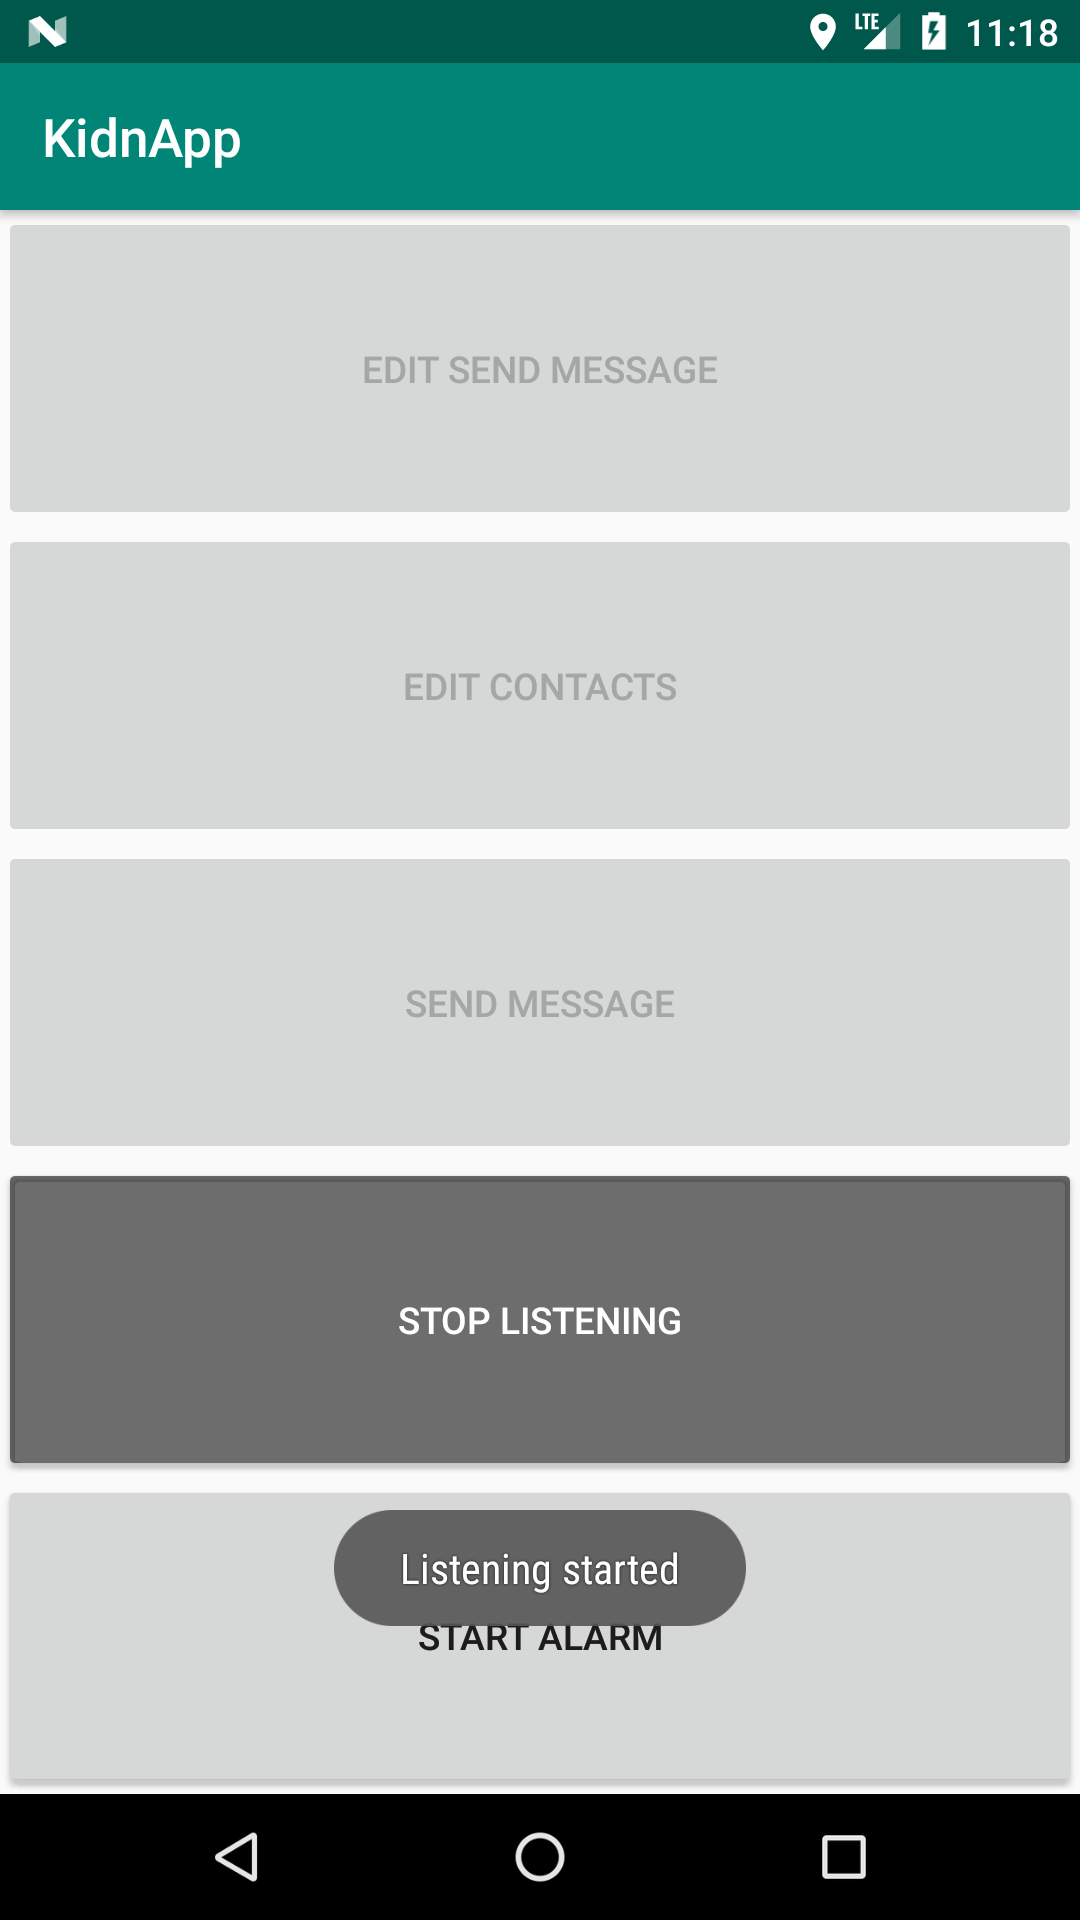 LTE 11:18
KidnApp
EDIT SEND MESSAGE
EDIT CONTACTS
SEND MESSAGE
STOP LISTENING
Listening started
START ALARM